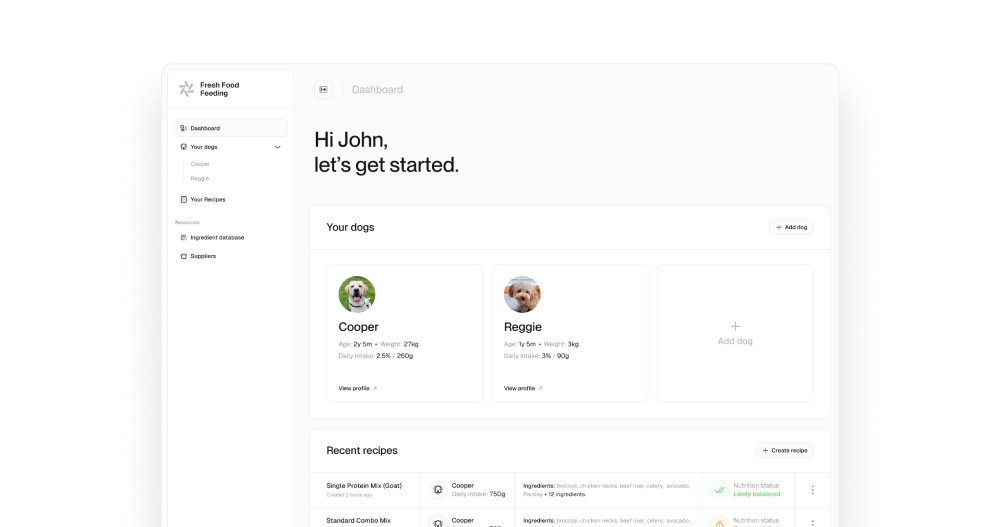 Fresh Food
Feeding
Dashboard
Your dogs
Cooper
Reggie
Your Recipes
Resources
Ingredient database
Suppliers
Dashboard
Hi John,
let's get started.
Your dogs
Add dog
Cooper
Age: 2y 5m • Weight: 27kg
Daily Intake: 2.5% / 250g
View profile
Reggie
Age: 1y 5m • Weight: 3kg
Daily Intake: 3% / 90g
View profile
Add dog
Recent recipes
Create recipe
Single Protein Mix (Goat)
Created 2 hours ago
Cooper
Daily intake: 750g
Ingredients: broccoli, chicken necks, beef liver, celery, avocado,
Parsley + 12 ingredients.
Nutrition status
Likely balanced
Standard Combo Mix
Cooper
Ingredients: broccoli, chicken necks, beef liver, celery, avocado,
Nutrition status